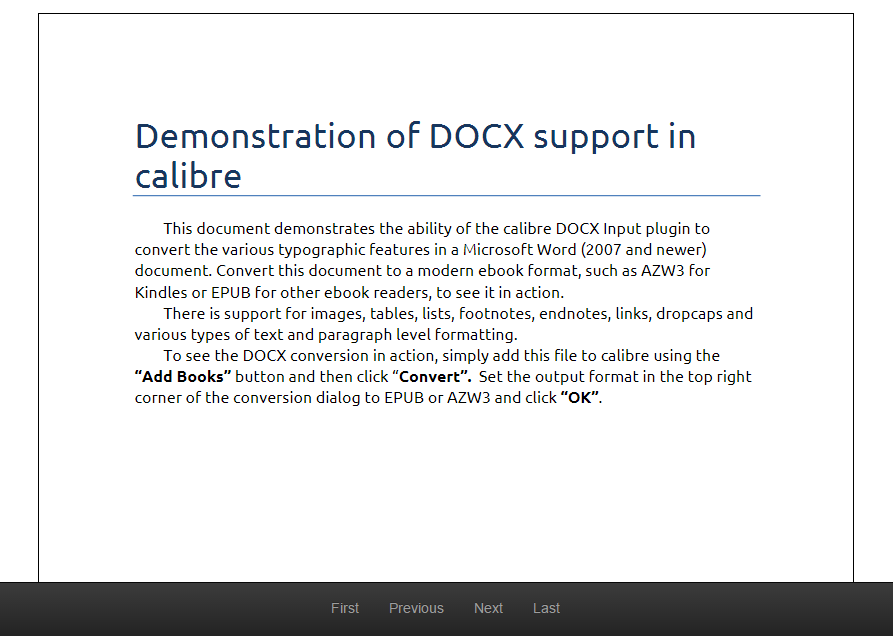 Demonstration of DOCX support in
calibre
This document demonstrates the ability of the calibre DOCX Input plugin to
convert the various typographic features in a Microsoft Word (2007 and newer)
document. Convert this document to a modern ebook format, such as AZW3 for
Kindles or EPUB for other ebook readers, to see it in action.
There is support for images, tables, lists, footnotes, endnotes, links, dropcaps and
various types of text and paragraph level formatting.
To see the DOCX conversion in action, simply add this file to calibre using the
“Add Books” button and then click “Convert”.  Set the output format in the top right
corner of the conversion dialog to EPUB or AZW3 and click “OK”.
First Previous Next Last